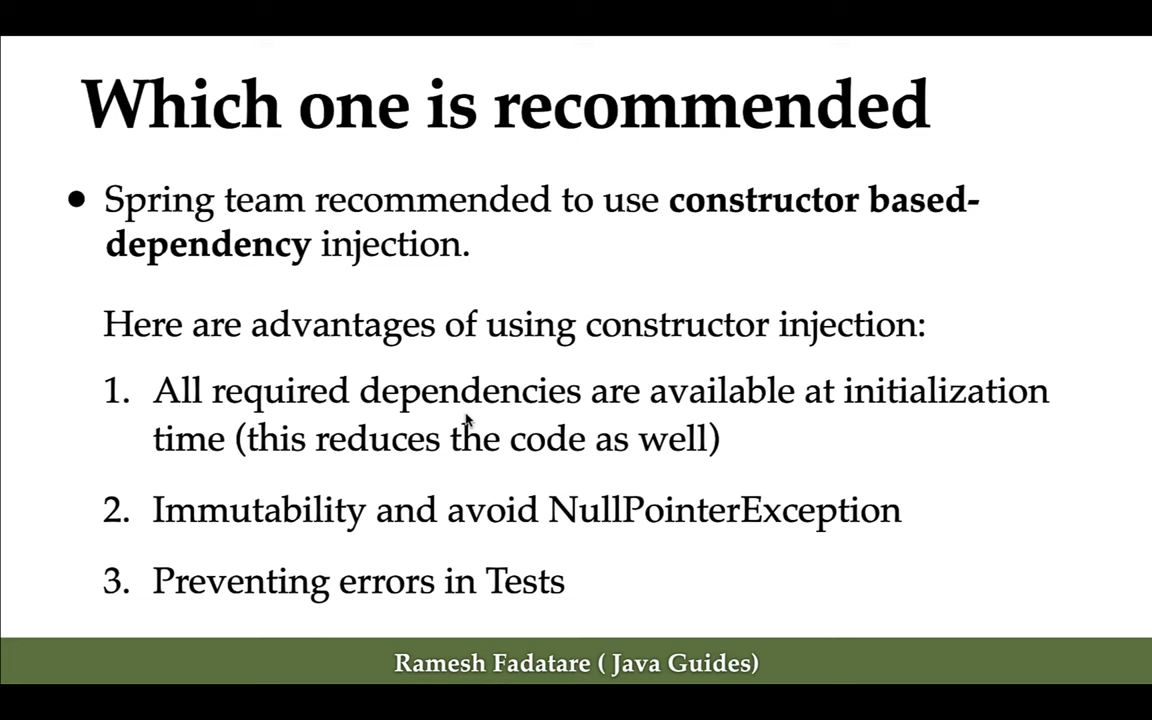 Which one is recommended
• Spring team recommended to use constructor based-
dependency injection.
Here are advantages of using constructor injection:
1. All required dependencies are available at initialization
time (this reduces the code as well)
2. Immutability and avoid NullPointerException
3. Preventing errors in Tests
Ramesh Fadatare ( Java Guides)